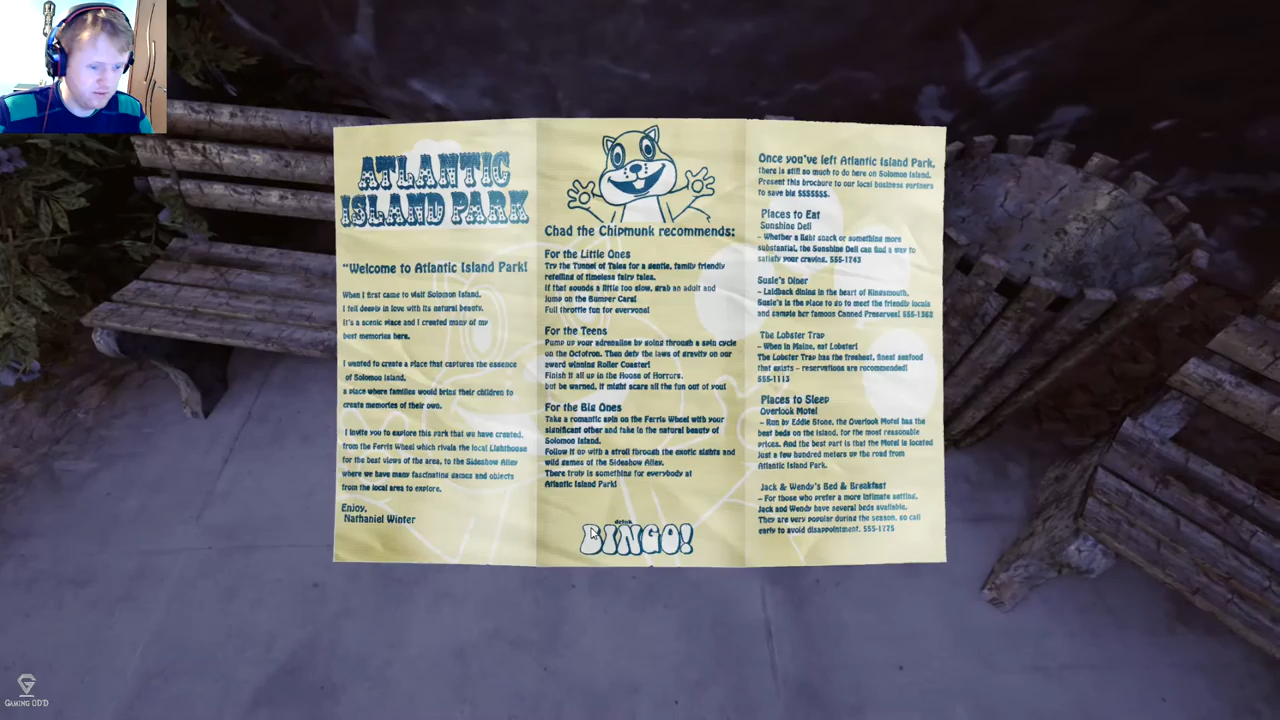 ATLANTIC
ISLAND PARK
"Welcome to Atlantic Island Park!
When I first came to visit Solomon Island,
I fell deeply in love with its natural beauty.
It's a scenic place and I created many of my
best memories here.
I wanted to create a place that captures the essence
of Solomon Island,
a place where families would bring their children to
create memories of their own.
I invite you to explore this park that we have created,
from the Ferris Wheel which rivals the local Lighthouse
for the best views of the area, to the Sideshow Alley
where we have many fascinating games and objects
from the local area to explore.
Enjoy,
Nathaniel Winter
Chad the Chipmunk recommends:
For the Little Ones
Try the Tunnel of Tales for a gentle, family friendly
retelling of timeless fairy tales.
If that sounds a little too slow, grab an adult and
jump on the Bumper Cars!
Full throttle fun for everyone!
For the Teens
Pump up your adrenaline by going through a spin cycle
on the Octotron. Then defy the laws of gravity on our
award winning Roller Coaster!
Finish it all up in the House of Horrors,
but be warned, it might scare all the fun out of you!
For the Big Ones
Take a romantic spin on the Ferris Wheel with your
significant other and take in the natural beauty of
Solomon Island.
Follow it up with a stroll through the exotic sights and
wild games of the Sideshow Alley.
There truly is something for everybody at
Atlantic Island Park!
drink
BINGO!
Once you've left Atlantic Island Park,
there is still so much to do here on Solomon Island.
Present this brochure to our local business partners
to save big $$$$$$$.
Places to Eat
Sunshine Deli
- Whether a light snack or something more
substantial, the Sunshine Deli can find a way to
satisfy your craving. 555-1243
Susie's Diner
- Laidback dining in the heart of Kingsmouth,
Susie's is the place to go to meet the friendly locals
and sample her famous Canned Preserves! 555-1362
The Lobster Trap
- When in Maine, eat Lobster!
The Lobster Trap has the freshest, finest seafood
that exists - reservations are recommended!
555-1113
Places to Sleep
Overlook Motel
- Run by Eddie Stone, the Overlook Motel has the
best beds on the island, for the most reasonable
prices. And the best part is that the Motel is located
just a few hundred meters up the road from
Atlantic Island Park.
Jack & Wendy's Bed & Breakfast
- For those who prefer a more intimate setting,
Jack and Wendy have several beds available.
They are very popular during the season, so call
early to avoid disappointment. 555-1775
GAMING OD'D